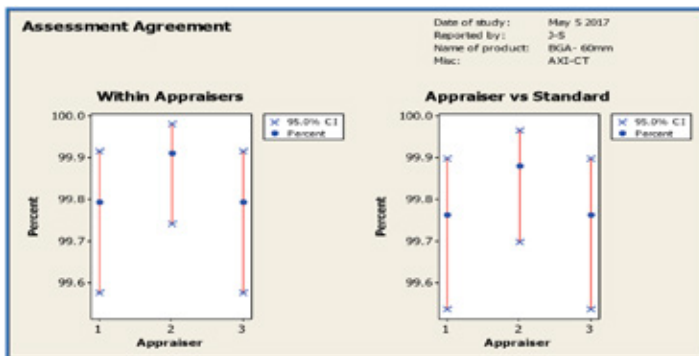 Assessment Agreement
Date of study: May 5 2017
Reported by: J-S
Name of product: BGA- 60mm
Misc: AXI-CT
Within Appraisers
95.0% CI
Percent
100.0
99.9
99.8
99.7
99.6
Percent
1 2 3
Appraiser
Appraiser vs Standard
95.0% CI
Percent
100.0
99.9
99.8
99.7
99.6
Percent
1 2 3
Appraiser